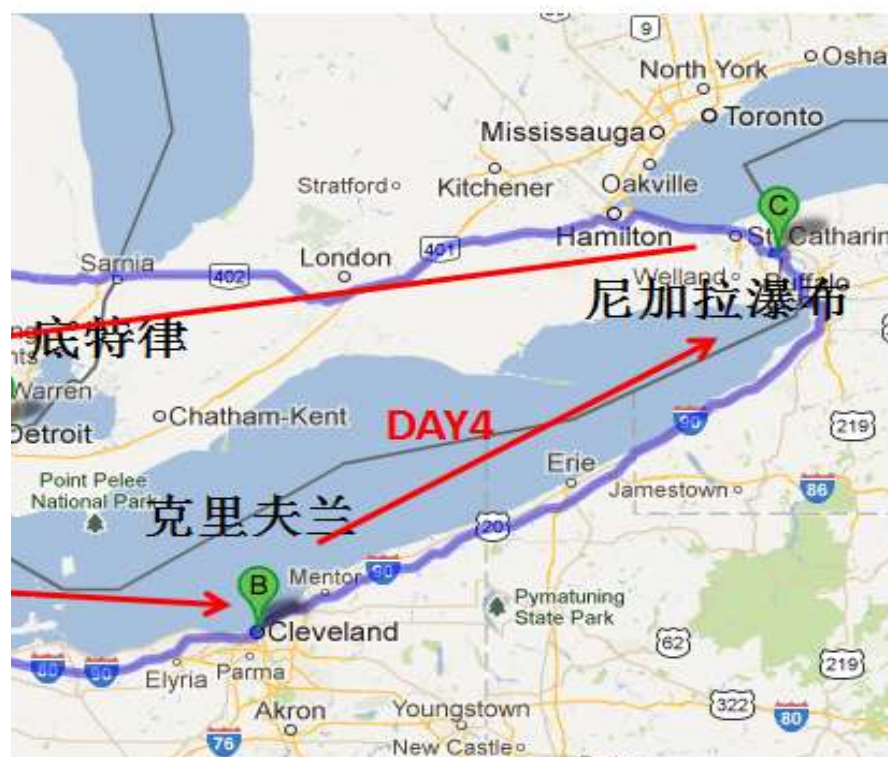 9
Osha
North York
Toronto
Mississauga
Stratford
Kitchener
Oakville
C
Hamilton
St. Catharin
401
Sarnia
402
London
Welland
Buffalo
尼加拉瀑布
底特律
Warren
Detroit
Chatham-Kent
DAY4
90
219
Point Pelee
National Park
Erie
Jamestown
86
克里夫兰
20
B
Mentor
90
Pymatuning
State Park
Cleveland
62
80
90
Elyria
Parma
219
Akron
Youngstown
322
80
76
New Castle